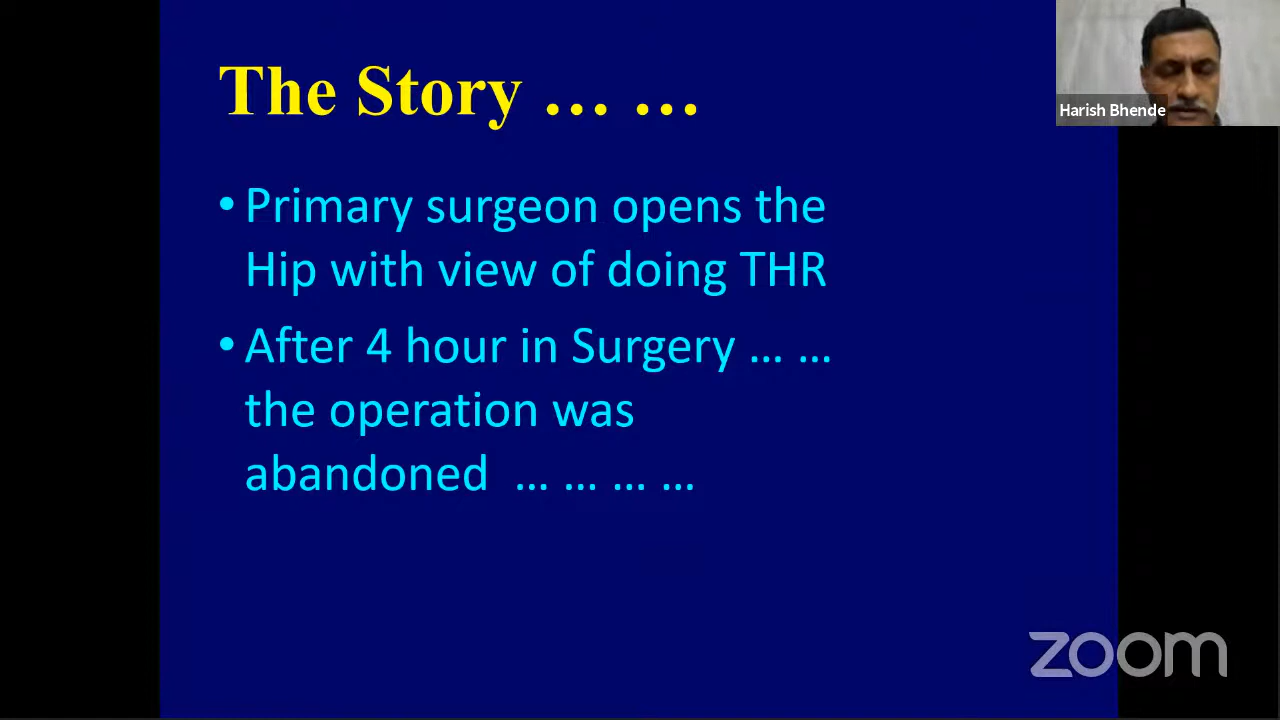 The Story … …
Harish Bhende
• Primary surgeon opens the
Hip with view of doing THR
• After 4 hour in Surgery … …
the operation was
abandoned … … … …
zoom